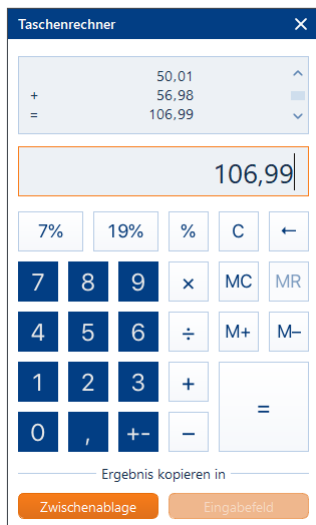 Taschenrechner ×
50,01
+ 56,98
= 106,99
106,99
7% 19% % C ←
7 8 9 × MC MR
4 5 6 ÷ M+ M–
1 2 3 + =
0 , +- –
Ergebnis kopieren in
Zwischenablage Eingabefeld